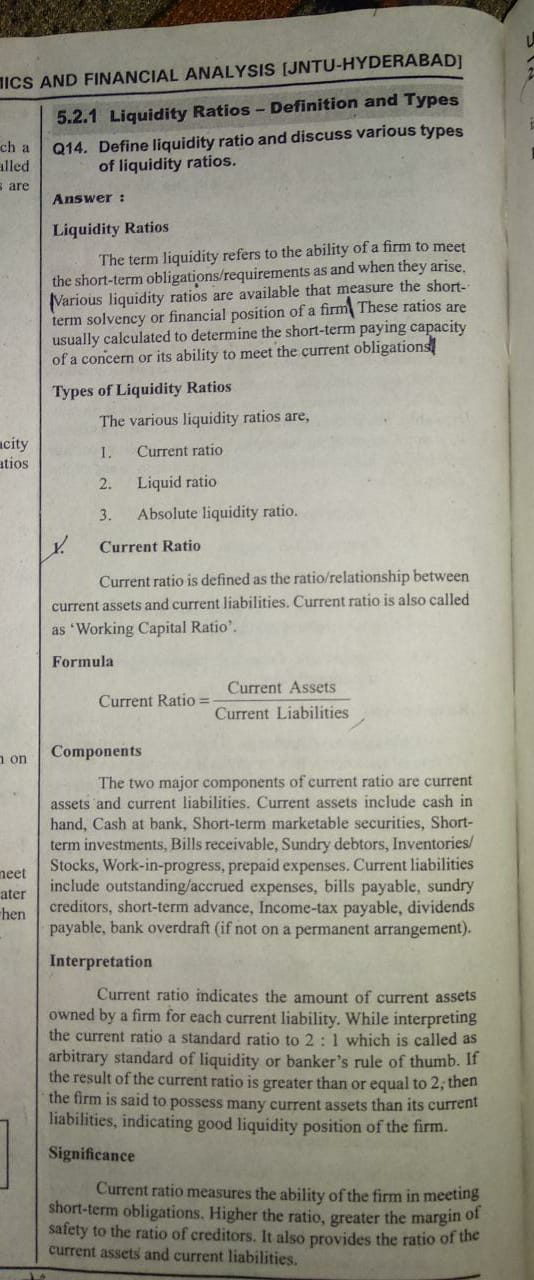 AND FINANCIAL ANALYSIS [JNTU-HYDERABAD]
ch a
are
acity
on
5.2.1 Liquidity Ratios – Definition and Types
Q14. Define liquidity ratio and discuss various types
of liquidity ratios.
Answer :
Liquidity Ratios
The term liquidity refers to the ability of a firm to meet
the short-term obligations/requirements as and when they arise.
Various liquidity ratios are available that measure the short-
term solvency or financial position of a firm. These ratios are
usually calculated to determine the short-term paying capacity
of a concern or its ability to meet the current obligations.
Types of Liquidity Ratios
The various liquidity ratios are,
1. Current ratio
2. Liquid ratio
3. Absolute liquidity ratio.
1. Current Ratio
Current ratio is defined as the ratio/relationship between
current assets and current liabilities. Current ratio is also called
as ‘Working Capital Ratio’.
Formula
Current Ratio = Current Assets
Current Liabilities
Components
The two major components of current ratio are current
assets and current liabilities. Current assets include cash in
hand, Cash at bank, Short-term marketable securities, Short-
term investments, Bills receivable, Sundry debtors, Inventories/
Stocks, Work-in-progress, prepaid expenses. Current liabilities
include outstanding/accrued expenses, bills payable, sundry
creditors, short-term advance, Income-tax payable, dividends
payable, bank overdraft (if not on a permanent arrangement).
Interpretation
Current ratio indicates the amount of current assets
owned by a firm for each current liability. While interpreting
the current ratio a standard ratio to 2 : 1 which is called as
arbitrary standard of liquidity or banker’s rule of thumb. If
the result of the current ratio is greater than or equal to 2, then
the firm is said to possess many current assets than its current
liabilities, indicating good liquidity position of the firm.
Significance
Current ratio measures the ability of the firm in meeting
short-term obligations. Higher the ratio, greater the margin of
safety to the ratio of creditors. It also provides the ratio of the
current assets and current liabilities.